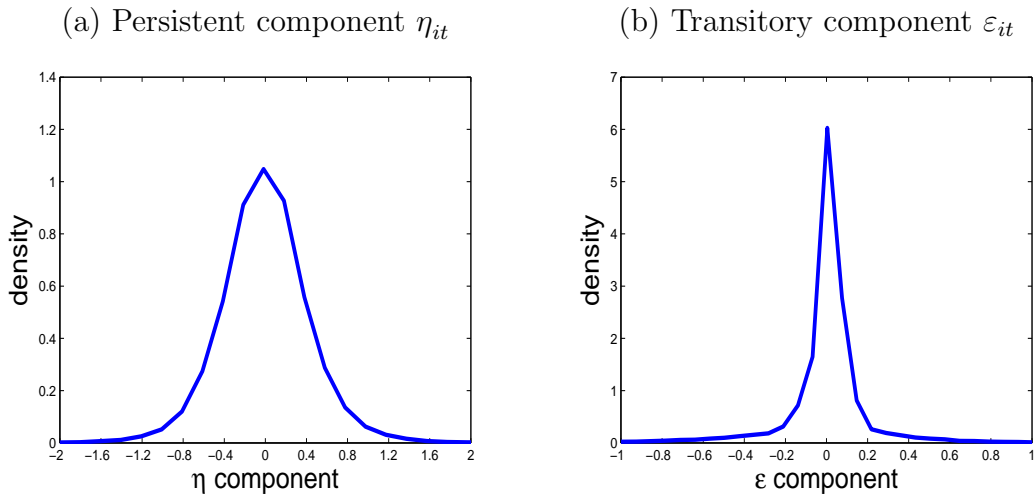 (a) Persistent component ηit
(b) Transitory component εit
1.4
1.2
1
0.8
0.6
0.4
0.2
0
density
−2 −1.6 −1.2 −0.8 −0.4 0 0.4 0.8 1.2 1.6 2
η component
7
6
5
4
3
2
1
0
density
−1 −0.8 −0.6 −0.4 −0.2 0 0.2 0.4 0.6 0.8 1
ε component